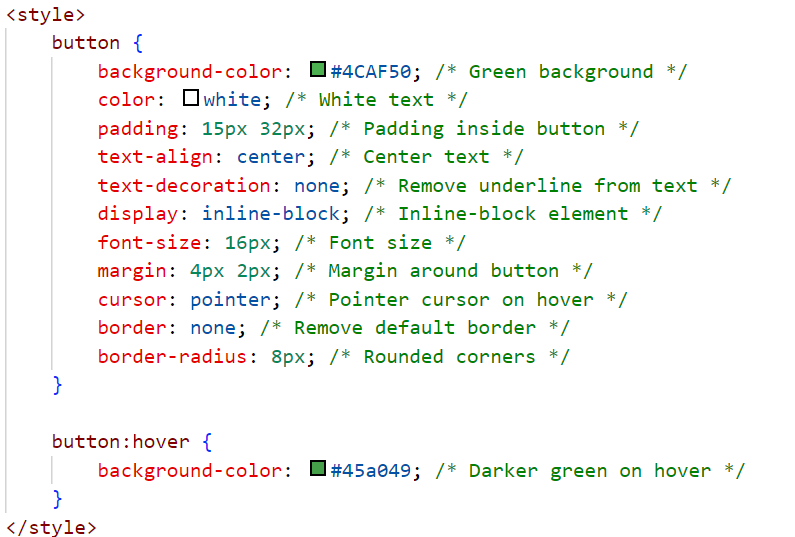 <style>
    button {
        background-color: #4CAF50; /* Green background */
        color: white; /* White text */
        padding: 15px 32px; /* Padding inside button */
        text-align: center; /* Center text */
        text-decoration: none; /* Remove underline from text */
        display: inline-block; /* Inline-block element */
        font-size: 16px; /* Font size */
        margin: 4px 2px; /* Margin around button */
        cursor: pointer; /* Pointer cursor on hover */
        border: none; /* Remove default border */
        border-radius: 8px; /* Rounded corners */
    }

    button:hover {
        background-color: #45a049; /* Darker green on hover */
    }
</style>